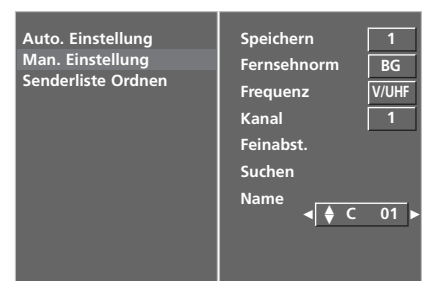 Auto. Einstellung
Man. Einstellung
Senderliste Ordnen
Speichern 1
Fernsehnorm BG
Frequenz V/UHF
Kanal 1
Feinabst.
Suchen
Name
C 01